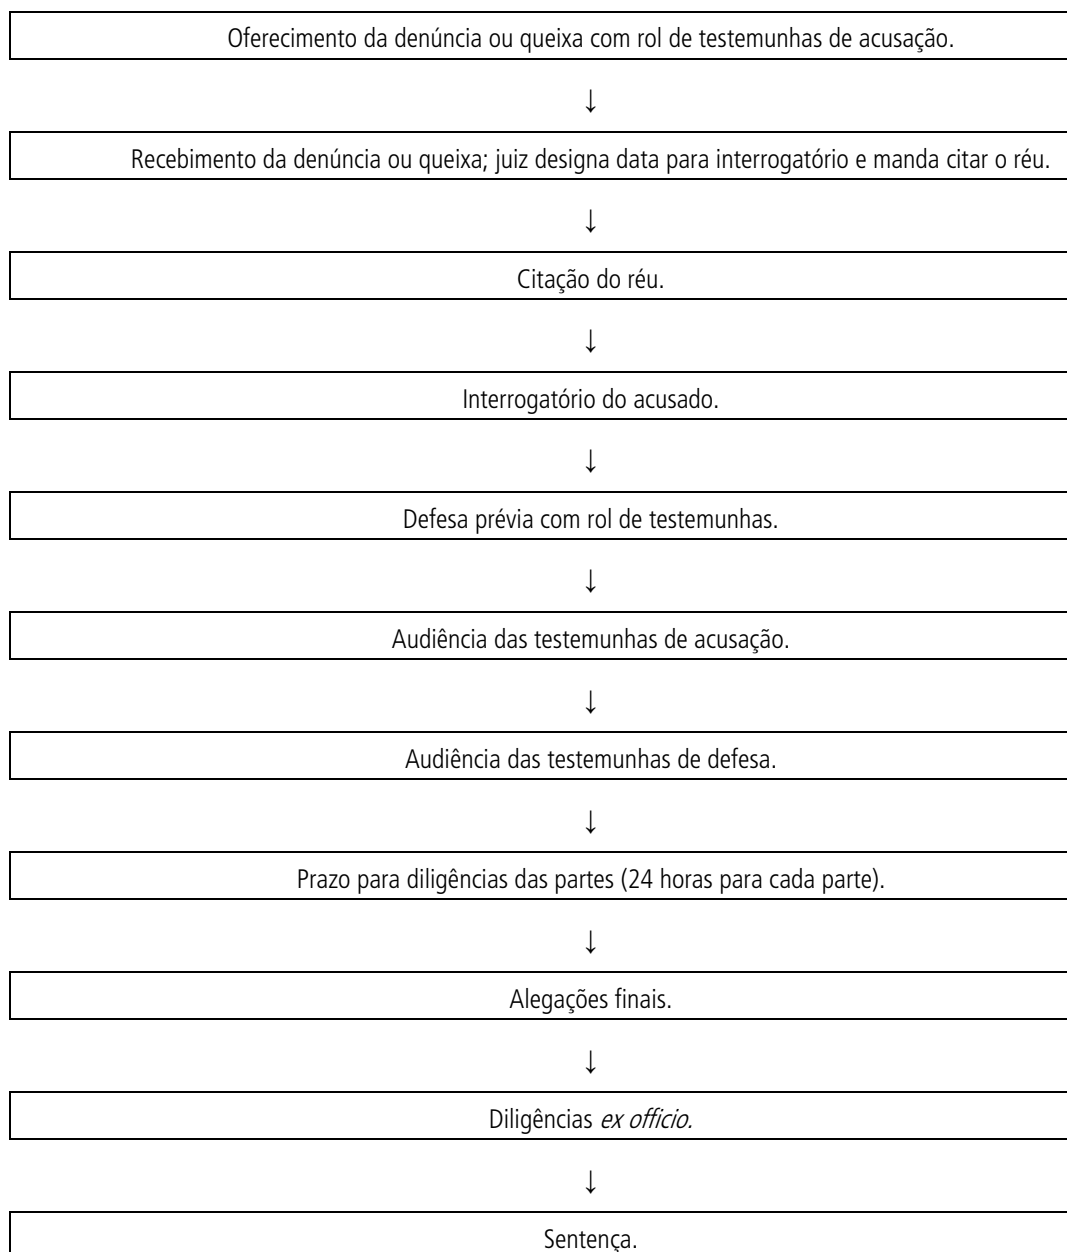 Oferecimento da denúncia ou queixa com rol de testemunhas de acusação.
↓
Recebimento da denúncia ou queixa; juiz designa data para interrogatório e manda citar o réu.
↓
Citação do réu.
↓
Interrogatório do acusado.
↓
Defesa prévia com rol de testemunhas.
↓
Audiência das testemunhas de acusação.
↓
Audiência das testemunhas de defesa.
↓
Prazo para diligências das partes (24 horas para cada parte).
↓
Alegações finais.
↓
Diligências ex officio.
↓
Sentença.